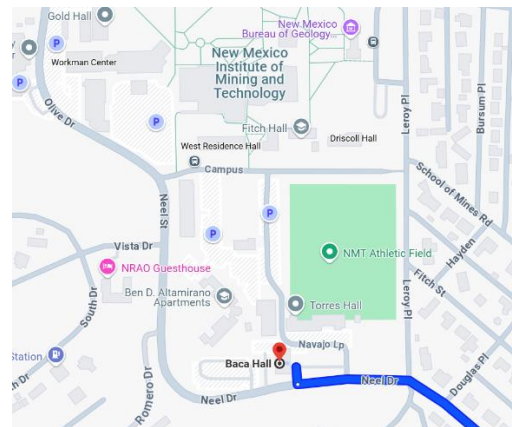 Gold Hall
New Mexico
Bureau of Geology...
Workman Center
New Mexico
Institute of
Mining and
Technology
P
P
P
Olive Dr
Leroy Pl
Bursum Pl
Fitch Hall
Driscoll Hall
West Residence Hall
Campus
School of Mines Rd
Neel St
P
P
Hayden
Vista Dr
NMT Athletic Field
NRAO Guesthouse
Fitch St
South Dr
Ben D. Altamirano
Apartments
Leroy Pl
Torres Hall
Navajo Lp
Station
Baca Hall
Douglas Pl
Romero Dr
Neel Dr
Neel Dr